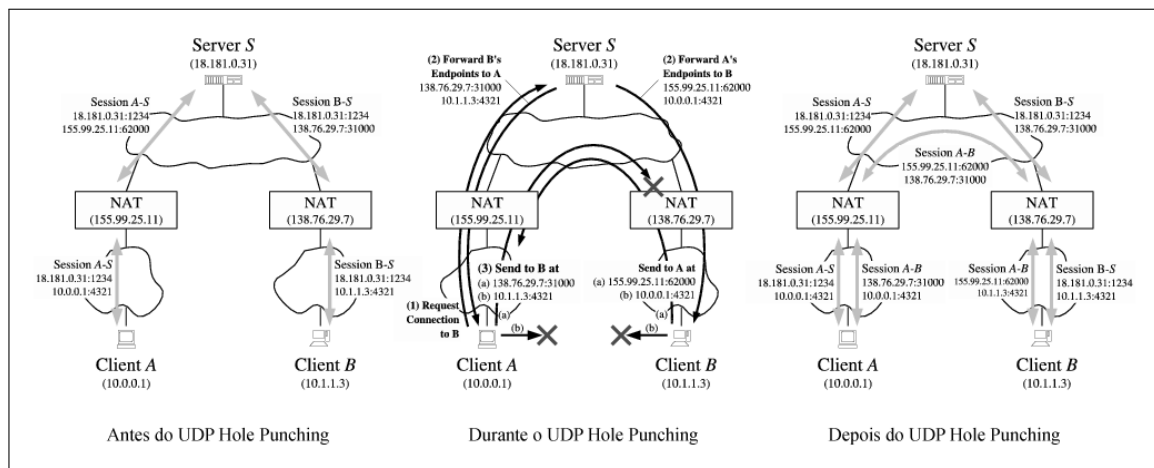 Server S
(18.181.0.31)
Session A-S
18.181.0.31:1234
155.99.25.11:62000
Session B-S
18.181.0.31:1234
138.76.29.7:31000
NAT
(155.99.25.11)
NAT
(138.76.29.7)
Session A-S
18.181.0.31:1234
10.0.0.1:4321
Session B-S
18.181.0.31:1234
10.1.1.3:4321
Client A
(10.0.0.1)
Client B
(10.1.1.3)
Antes do UDP Hole Punching
Server S
(18.181.0.31)
(2) Forward B's
Endpoints to A
138.76.29.7:31000
10.1.1.3:4321
(2) Forward A's
Endpoints to B
155.99.25.11:62000
10.0.0.1:4321
NAT
(155.99.25.11)
NAT
(138.76.29.7)
(3) Send to B at
(a) 138.76.29.7:31000
(b) 10.1.1.3:4321
Send to A at
(a) 155.99.25.11:62000
(b) 10.0.0.1:4321
(1) Request
Connection
to B
(a)
(b)
(a)
(b)
Client A
(10.0.0.1)
Client B
(10.1.1.3)
Durante o UDP Hole Punching
Server S
(18.181.0.31)
Session A-S
18.181.0.31:1234
155.99.25.11:62000
Session B-S
18.181.0.31:1234
138.76.29.7:31000
Session A-B
155.99.25.11:62000
138.76.29.7:31000
NAT
(155.99.25.11)
NAT
(138.76.29.7)
Session A-S
18.181.0.31:1234
10.0.0.1:4321
Session A-B
138.76.29.7:31000
10.0.0.1:4321
Session A-B
155.99.25.11:62000
10.1.1.3:4321
Session B-S
18.181.0.31:1234
10.1.1.3:4321
Client A
(10.0.0.1)
Client B
(10.1.1.3)
Depois do UDP Hole Punching